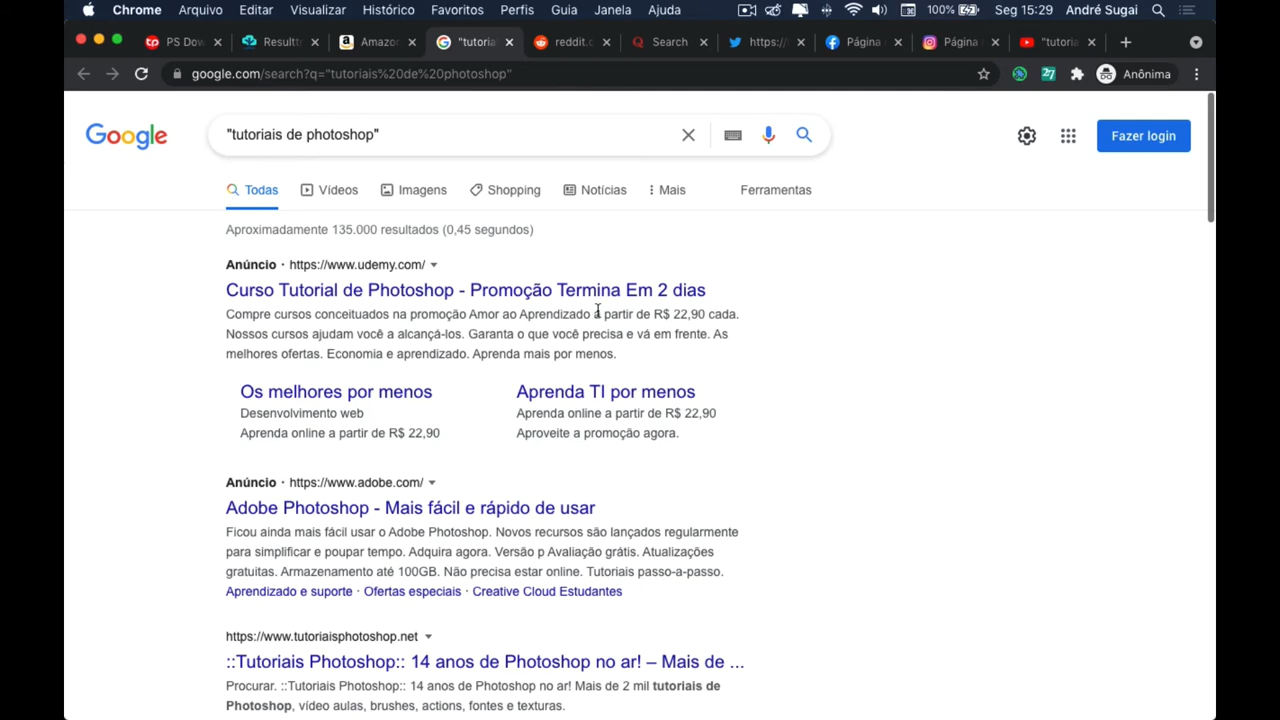 Chrome Arquivo Editar Visualizar Histórico Favoritos Perfis Guia Janela Ajuda 100% Seg 15:29 André Sugai
PS Dow Resultt Amazor "tutoria reddit.c Search https:// Página Página "tutoria
google.com/search?q="tutoriais%20de%20photoshop" 27 Anônima
Google "tutoriais de photoshop" Fazer login
Todas Vídeos Imagens Shopping Notícias Mais Ferramentas
Aproximadamente 135.000 resultados (0,45 segundos)
Anúncio · https://www.udemy.com/
Curso Tutorial de Photoshop - Promoção Termina Em 2 dias
Compre cursos conceituados na promoção Amor ao Aprendizado a partir de R$ 22,90 cada.
Nossos cursos ajudam você a alcançá-los. Garanta o que você precisa e vá em frente. As
melhores ofertas. Economia e aprendizado. Aprenda mais por menos.
Os melhores por menos Aprenda TI por menos
Desenvolvimento web Aprenda online a partir de R$ 22,90
Aprenda online a partir de R$ 22,90 Aproveite a promoção agora.
Anúncio · https://www.adobe.com/
Adobe Photoshop - Mais fácil e rápido de usar
Ficou ainda mais fácil usar o Adobe Photoshop. Novos recursos são lançados regularmente
para simplificar e poupar tempo. Adquira agora. Versão p Avaliação grátis. Atualizações
gratuitas. Armazenamento até 100GB. Não precisa estar online. Tutoriais passo-a-passo.
Aprendizado e suporte · Ofertas especiais · Creative Cloud Estudantes
https://www.tutoriaisphotoshop.net
::Tutoriais Photoshop:: 14 anos de Photoshop no ar! – Mais de ...
Procurar. ::Tutoriais Photoshop:: 14 anos de Photoshop no ar! Mais de 2 mil tutoriais de
Photoshop, vídeo aulas, brushes, actions, fontes e texturas.